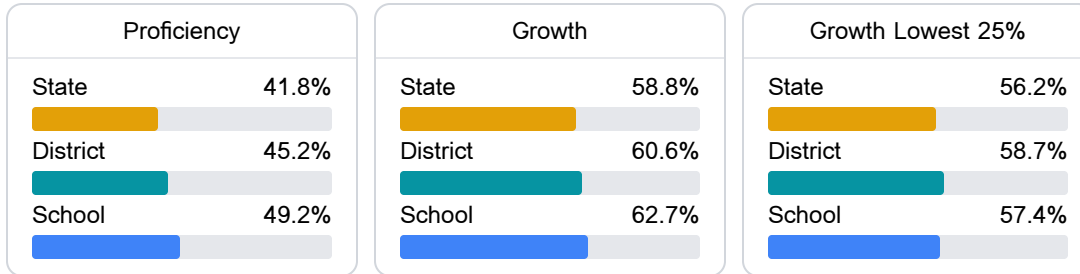 Proficiency
State 41.8%
District 45.2%
School 49.2%
Growth
State 58.8%
District 60.6%
School 62.7%
Growth Lowest 25%
State 56.2%
District 58.7%
School 57.4%